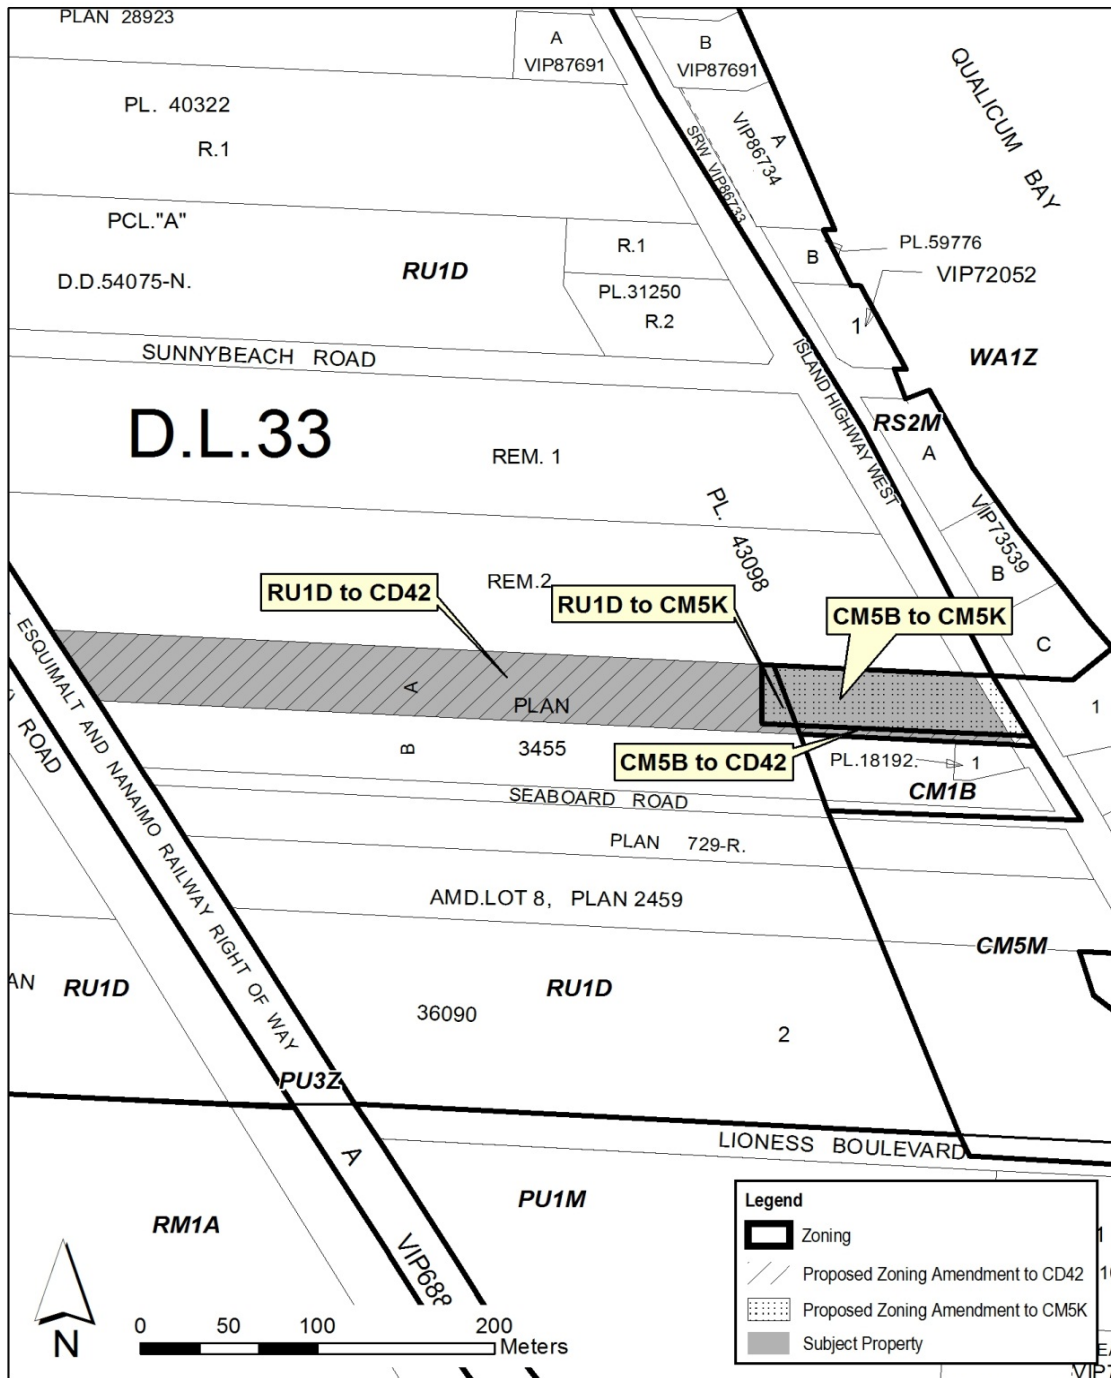 PLAN 28923
A
VIP87691
B
VIP87691
QUALICUM BAY
PL. 40322
R.1
A
VIP86734
SRW VIP86733
PCL."A"
D.D.54075-N.
RU1D
R.1
PL.31250
R.2
B
PL.59776
VIP72052
1
WA1Z
SUNNYBEACH ROAD
ISLAND HIGHWAY WEST
D.L.33
REM. 1
RS2M
A
VIP73539
B
C
PL. 43098
REM.2
RU1D to CD42
RU1D to CM5K
CM5B to CM5K
ESQUIMALT AND NANAIMO RAILWAY RIGHT OF WAY
ROAD
A
PLAN
1
B
3455
CM5B to CD42
PL.18192.
1
CM1B
SEABOARD ROAD
PLAN 729-R.
AMD.LOT 8, PLAN 2459
CM5M
AN
RU1D
36090
RU1D
2
PU3Z
LIONESS BOULEVARD
A
VIP688
RM1A
PU1M
Legend
Zoning
Proposed Zoning Amendment to CD42
Proposed Zoning Amendment to CM5K
Subject Property
1
N
0 50 100 200
Meters